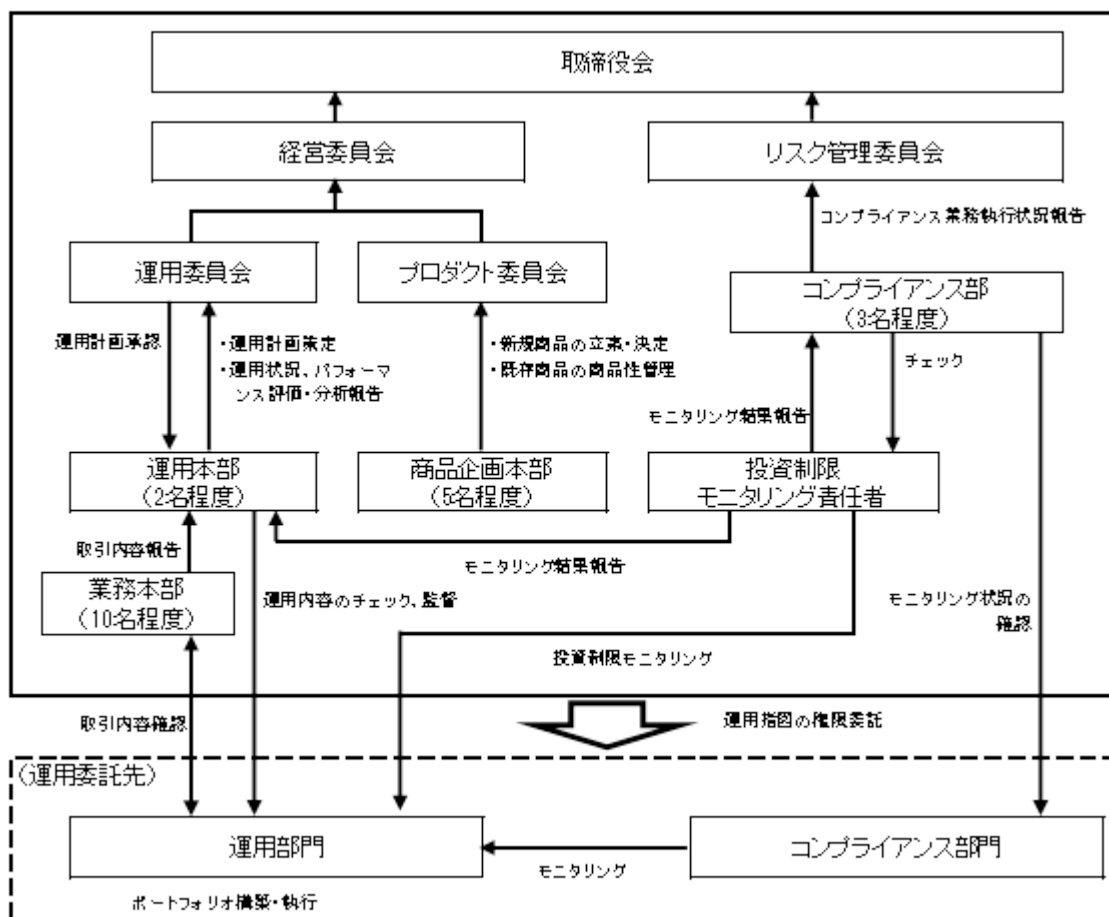 取締役会
経営委員会
リスク管理委員会
コンプライアンス業務執行状況報告
運用委員会
プロダクト委員会
コンプライアンス部
(3名程度)
運用計画承認
・運用計画策定
・運用状況、パフォーマ
ンス評価・分析報告
・新規商品の立案・決定
・既存商品の商品性管理
チェック
モニタリング結果報告
運用本部
(2名程度)
商品企画本部
(5名程度)
投資制限
モニタリング責任者
取引内容報告
モニタリング結果報告
業務本部
(10名程度)
運用内容のチェック、監督
モニタリング状況の
確認
投資制限モニタリング
取引内容確認
運用指図の権限委託
(運用委託先)
運用部門
コンプライアンス部門
モニタリング
ポートフォリオ構築・執行